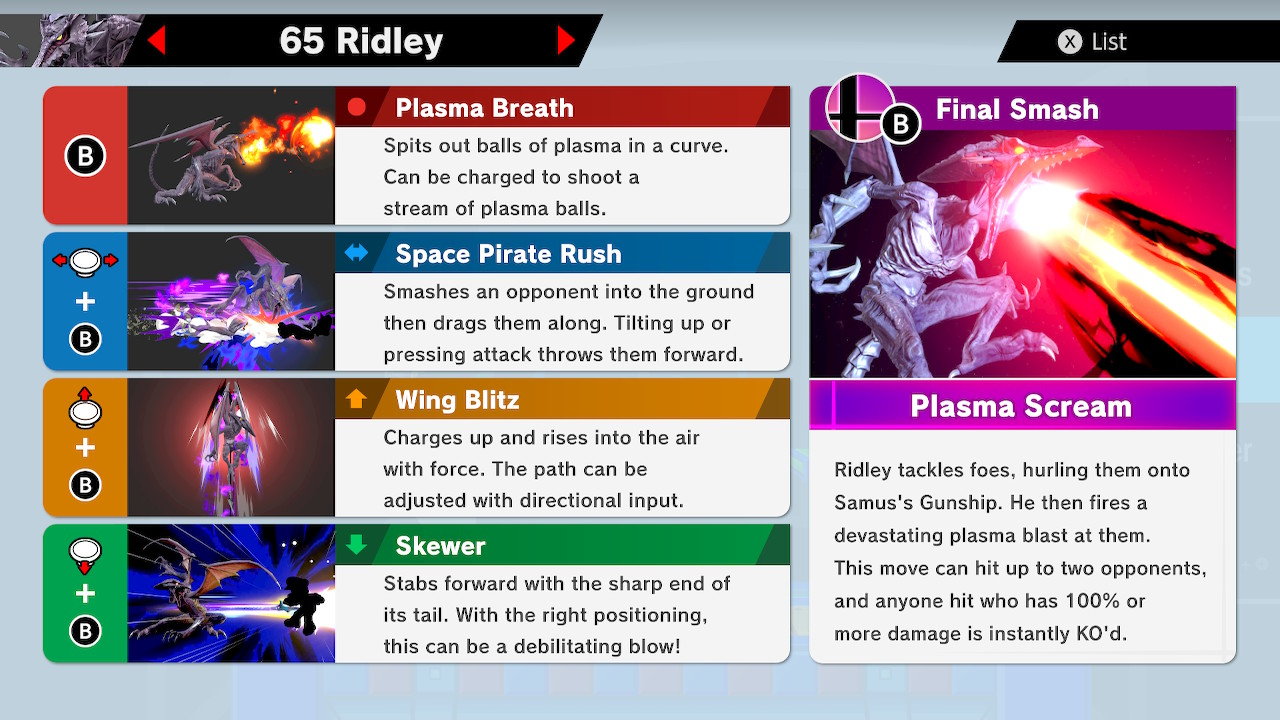 65 Ridley
X List
B
Plasma Breath
Spits out balls of plasma in a curve.
Can be charged to shoot a
stream of plasma balls.
+
B
Space Pirate Rush
Smashes an opponent into the ground
then drags them along. Tilting up or
pressing attack throws them forward.
+
B
Wing Blitz
Charges up and rises into the air
with force. The path can be
adjusted with directional input.
+
B
Skewer
Stabs forward with the sharp end of
its tail. With the right positioning,
this can be a debilitating blow!
B
Final Smash
Plasma Scream
Ridley tackles foes, hurling them onto
Samus's Gunship. He then fires a
devastating plasma blast at them.
This move can hit up to two opponents,
and anyone hit who has 100% or
more damage is instantly KO'd.